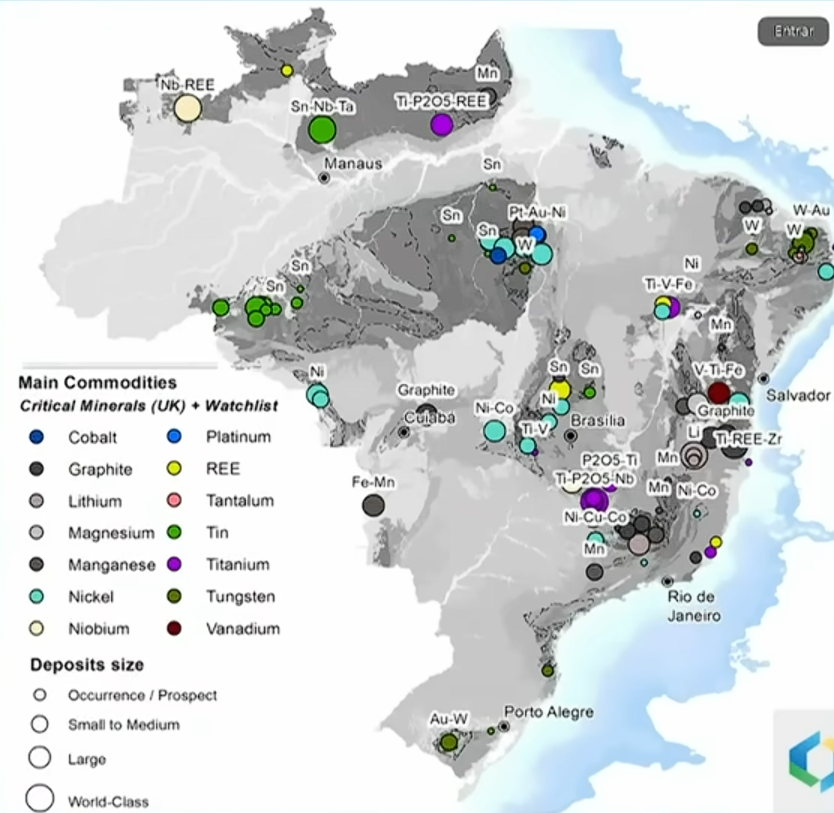 Entrar
Mn
Nb-REE
Sn-Nb-Ta
Ti-P2O5-REE
Manaus
Sn
Sn
Pt-Au-Ni
W-Au
Sn
W
W
W
Sn
Ni
Sn
Ti-V-Fe
Mn
Ni
Sn
Sn
V-Ti-Fe
Main Commodities
Critical Minerals (UK) + Watchlist
Graphite
Salvador
Cuiabá
Ni-Co
Ni
Graphite
Brasilia
Ti-V
Li
Ti-REE-Zr
Mn
P2O5-Ti
Fe-Mn
Ti-P2O5-Nb
Mn
Ni-Co
Ni-Cu-Co
Mn
Rio de
Janeiro
Cobalt
Platinum
Graphite
REE
Lithium
Tantalum
Magnesium
Tin
Manganese
Titanium
Nickel
Tungsten
Niobium
Vanadium
Deposits size
Occurrence / Prospect
Small to Medium
Large
World-Class
Au-W
Porto Alegre